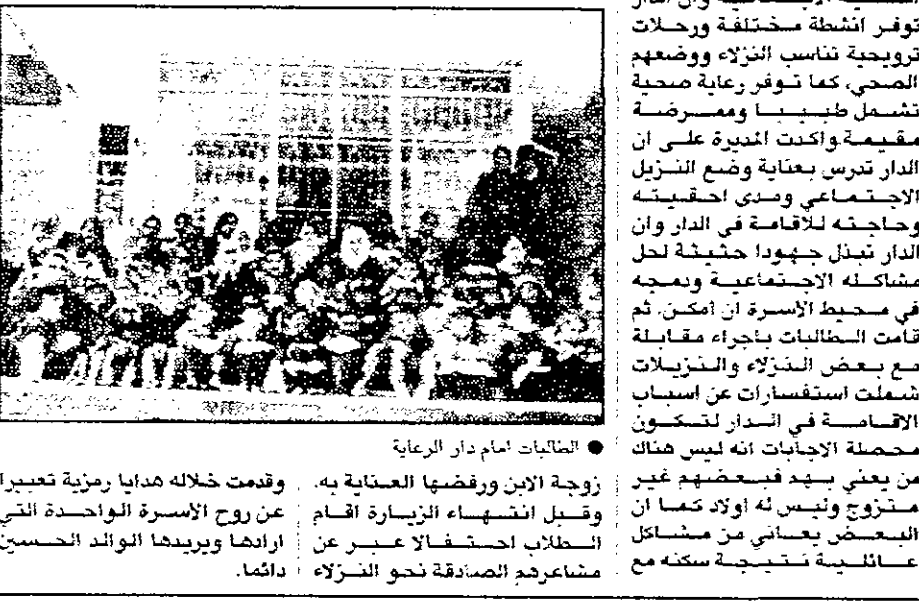 توفر انشطة مختلفة ورحلات
ترويحية تناسب النزلاء ووضعهم
الصحي، كما توفر رعاية صحية
تشمل طبيبا وممرضة
مقيمة. واكدت المديرة على ان
الدار تدرس بعناية وضع النزيل
الاجتماعي ومدى احقيته
وحاجته للاقامة في الدار وان
الدار تبذل جهودا حثيثة لحل
مشاكله الاجتماعية ودمجه
في محيط الأسرة ان امكن. ثم
قامت الطالبات باجراء مقابلة
مع بعض النزلاء والنزيلات
شملت استفسارات عن اسباب
الاقامة في الدار لتكون
محصلة الاجابات انه ليس هناك
من يعني بهم فبعضهم غير
متزوج وليس له اولاد كما ان
البعض يعاني من مشاكل
عائلية نتيجة سكنه مع
● الطالبات امام دار الرعاية
زوجة الابن ورفضها العناية به.
وقبل انتهاء الزيارة اقام
الطلاب احتفالا عبر عن
مشاعرهم الصادقة نحو النزلاء
وقدمت خلاله هدايا رمزية تعبيرا
عن روح الأسرة الواحدة التي
ارادها ويريدها الوالد الحسين
دائما.